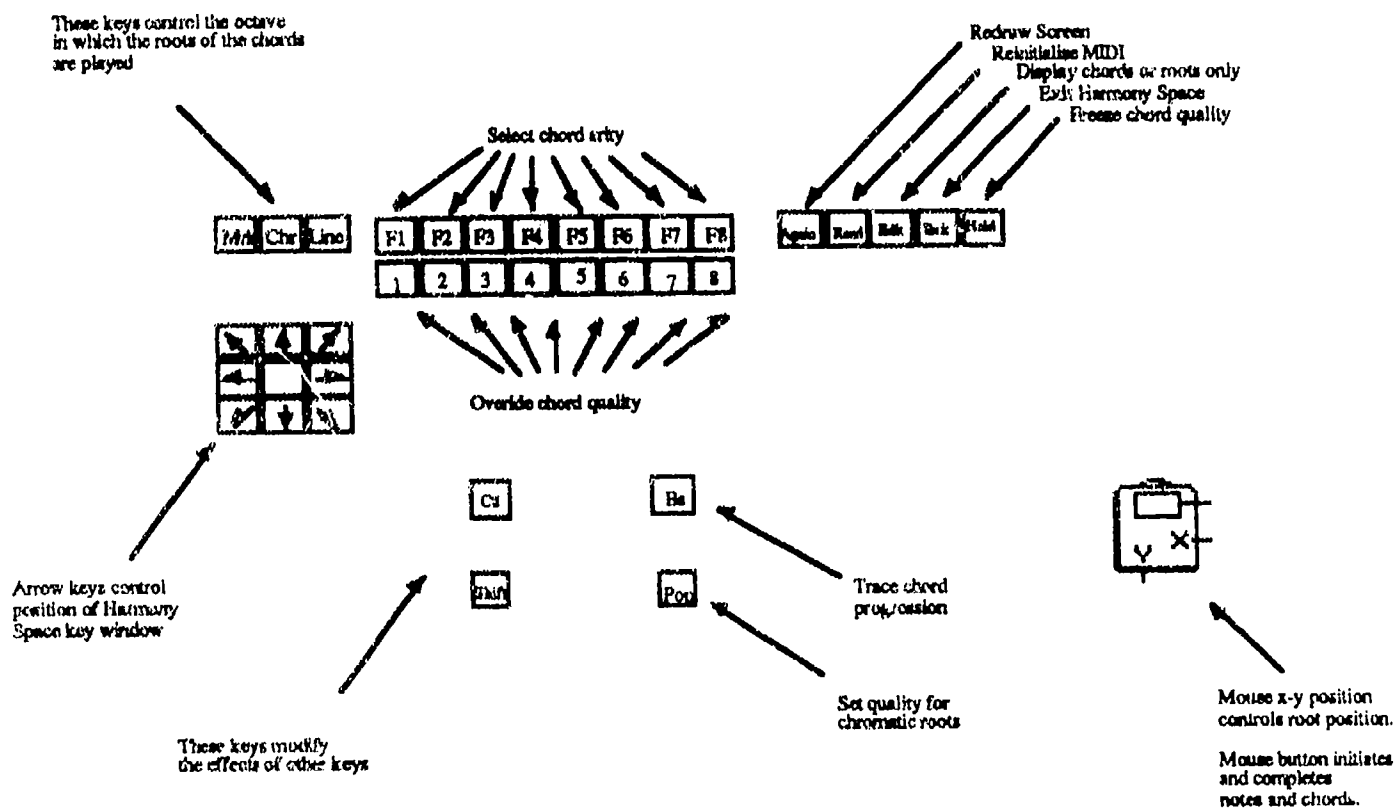 These keys control the octave
in which the roots of the chords
are played
Redraw Screen
Reinitialise MIDI
Display chords or roots only
Exit Harmony Space
Freeze chord quality
Select chord arity
Chr Line
F1 F2 F3 F4 F5 F6 F7 F8
Again Hold
1 2 3 4 5 6 7 8
Overide chord quality
Shift
Arrow keys control
position of Harmony
Space key window
Trace chord
progression
Set quality for
chromatic roots
These keys modify
the effects of other keys
Mouse x-y position
controls root position.
Mouse button initiates
and completes
notes and chords.